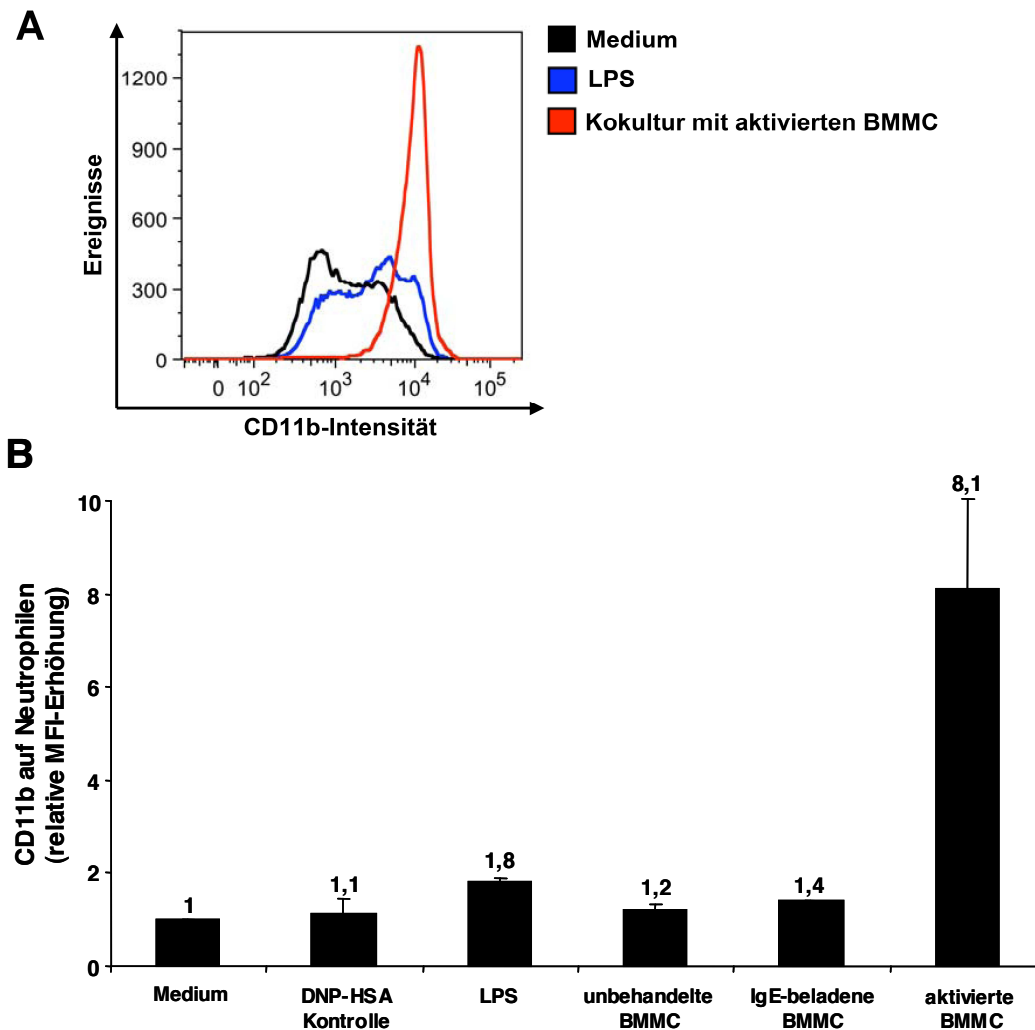 A
Medium
LPS
Kokultur mit aktivierten BMMC
1200
900
600
300
0
Ereignisse
0 10² 10³ 10⁴ 10⁵
CD11b-Intensität
B
CD11b auf Neutrophilen
(relative MFI-Erhöhung)
10
8
6
4
2
0
1
1,1
1,8
1,2
1,4
8,1
Medium
DNP-HSA
Kontrolle
LPS
unbehandelte
BMMC
IgE-beladene
BMMC
aktivierte
BMMC